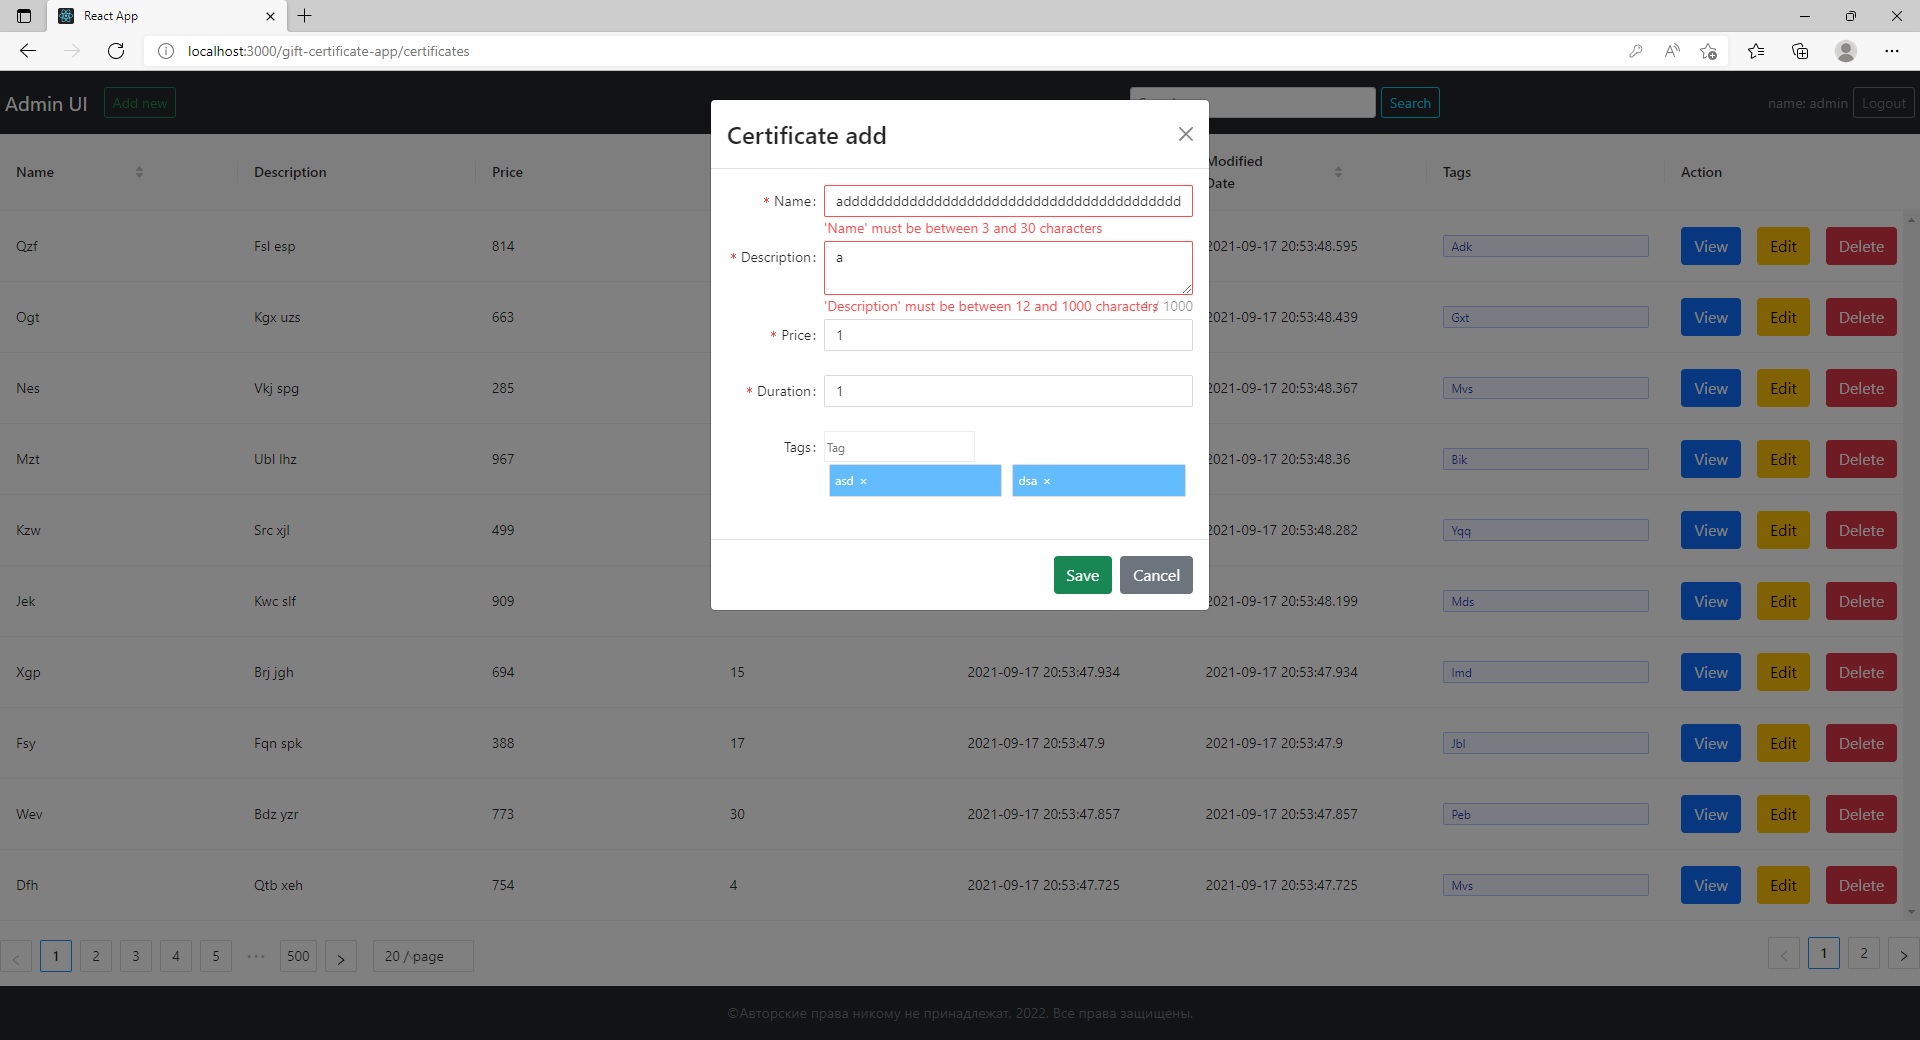 React App
localhost:3000/gift-certificate-app/certificates
Admin UI Add new Search name: admin Logout
Certificate add
Name Description Price Modified Date Tags Action
* Name:
'Name' must be between 3 and 30 characters
* Description: a
'Description' must be between 12 and 1000 characters / 1000
* Price: 1
* Duration: 1
Tags: Tag
asd × dsa ×
Save Cancel
Qzf Fsl esp 814 2021-09-17 20:53:48.595 Adk View Edit Delete
Ogt Kgx uzs 663 2021-09-17 20:53:48.439 Gxt View Edit Delete
Nes Vkj spg 285 2021-09-17 20:53:48.367 Mvs View Edit Delete
Mzt Ubl lhz 967 2021-09-17 20:53:48.36 Bik View Edit Delete
Kzw Src xjl 499 2021-09-17 20:53:48.282 Yqq View Edit Delete
Jek Kwc slf 909 2021-09-17 20:53:48.199 Mds View Edit Delete
Xgp Brj jgh 694 15 2021-09-17 20:53:47.934 2021-09-17 20:53:47.934 Imd View Edit Delete
Fsy Fqn spk 388 17 2021-09-17 20:53:47.9 2021-09-17 20:53:47.9 Jbl View Edit Delete
Wev Bdz yzr 773 30 2021-09-17 20:53:47.857 2021-09-17 20:53:47.857 Peb View Edit Delete
Dfh Qtb xeh 754 4 2021-09-17 20:53:47.725 2021-09-17 20:53:47.725 Mvs View Edit Delete
< 1 2 3 4 5 ••• 500 > 20 / page < 1 2 >
©Авторские права никому не принадлежат, 2022. Все права защищены.